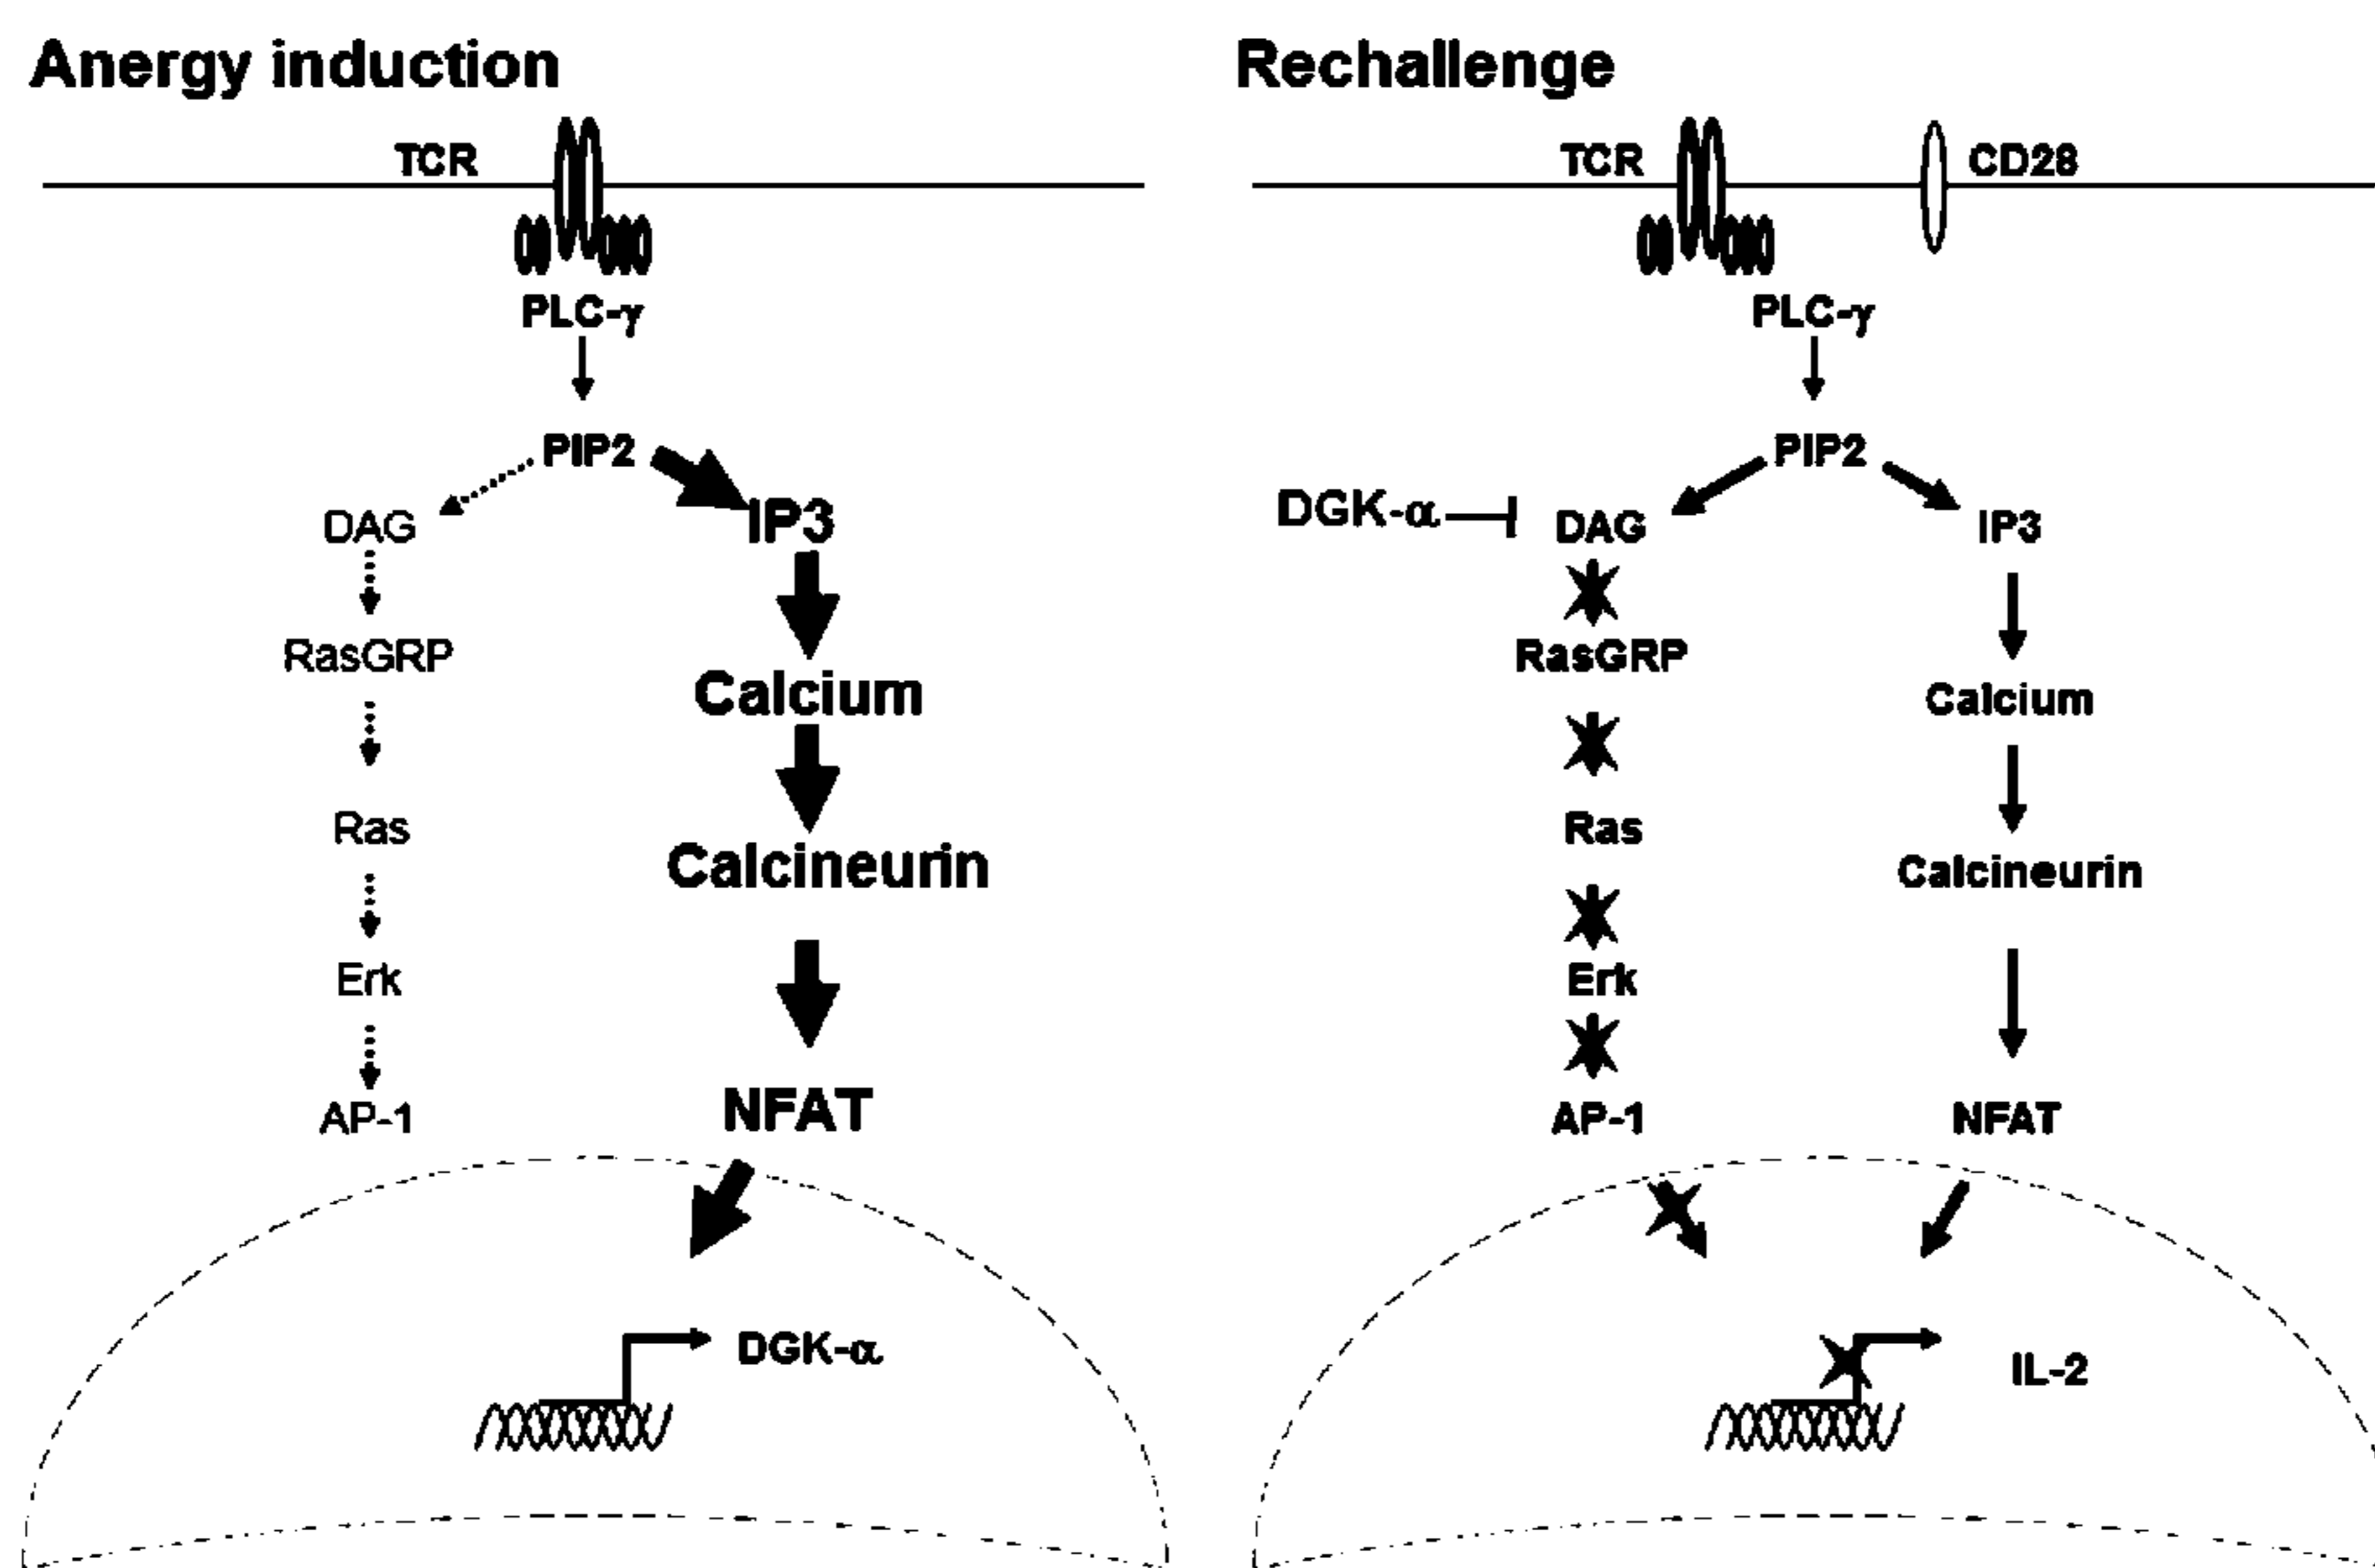 Anergy induction
TCR
PLC-γ
PIP2
DAG
IP3
RasGRP
Calcium
Ras
Calcineurin
Erk
AP-1
NFAT
DGK-α
Rechallenge
TCR
CD28
PLC-γ
PIP2
DGK-α
DAG
IP3
RasGRP
Calcium
Ras
Calcineurin
Erk
AP-1
NFAT
IL-2